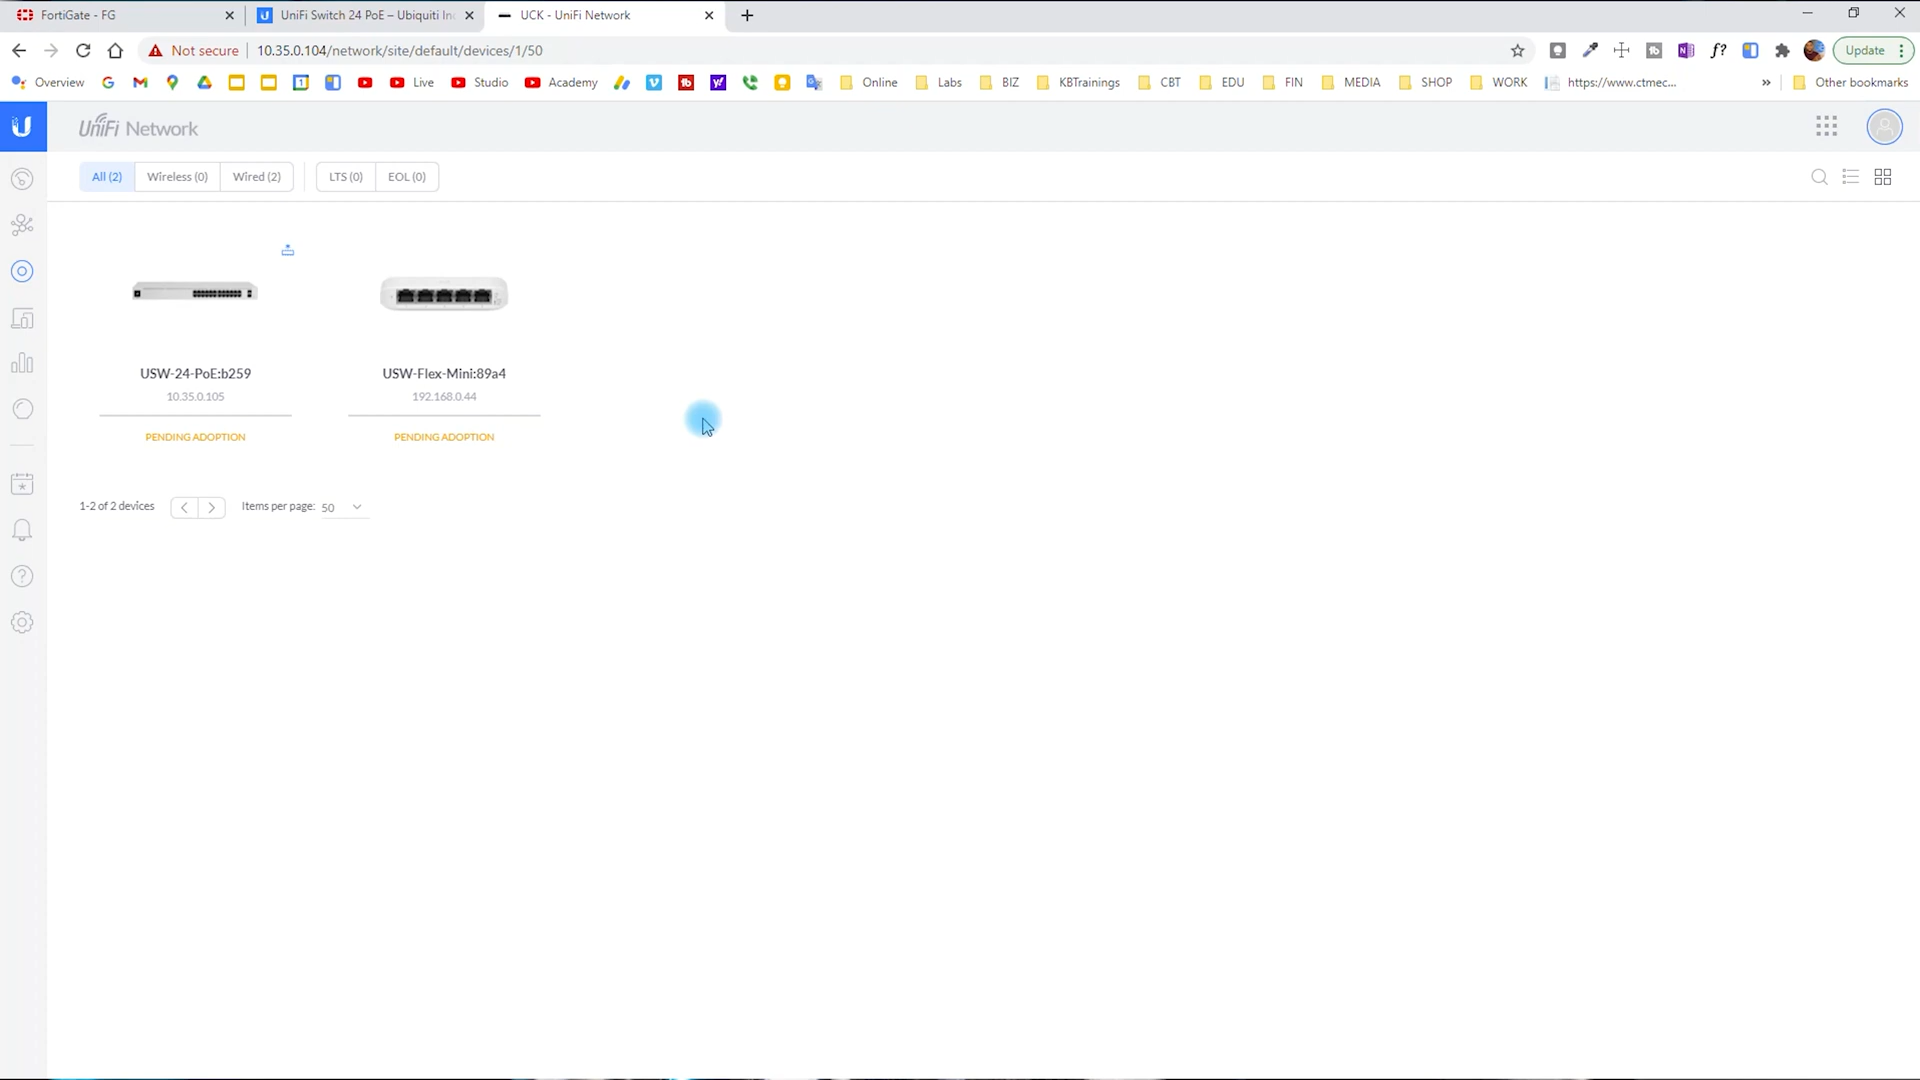 FortiGate - FG
UniFi Switch 24 PoE – Ubiquiti Inc
UCK - UniFi Network
Not secure
10.35.0.104/network/site/default/devices/1/50
Update
Overview
Live
Studio
Academy
Online
Labs
BIZ
KBTrainings
CBT
EDU
FIN
MEDIA
SHOP
WORK
https://www.ctmec...
»
Other bookmarks
UniFi Network
All (2)
Wireless (0)
Wired (2)
LTS (0)
EOL (0)
USW-24-PoE:b259
10.35.0.105
PENDING ADOPTION
USW-Flex-Mini:89a4
192.168.0.44
PENDING ADOPTION
1-2 of 2 devices
Items per page: 50